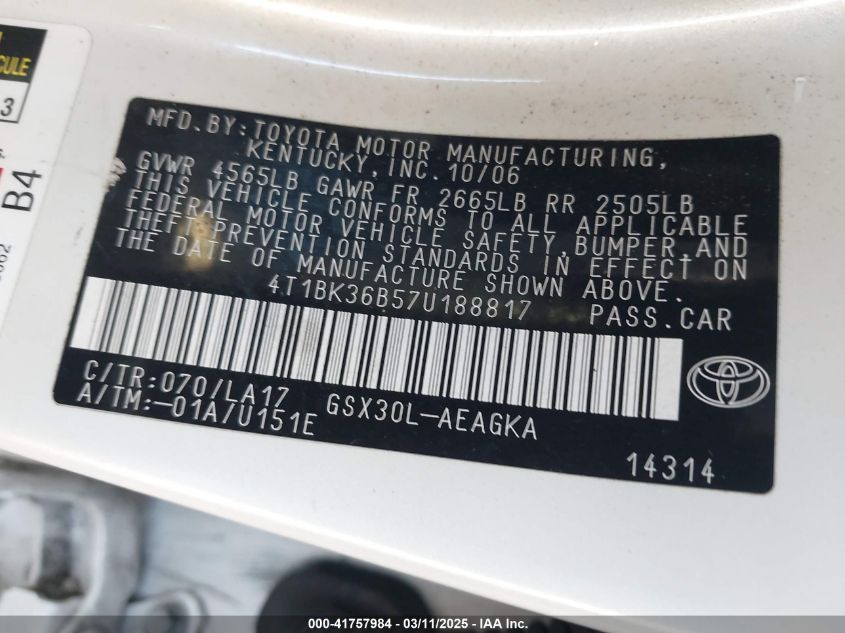 CULE
3
B4
MFD.BY:TOYOTA MOTOR MANUFACTURING,
KENTUCKY,INC.10/06
GVWR 4565LB GAWR FR 2665LB RR 2505LB
THIS VEHICLE CONFORMS TO ALL APPLICABLE
FEDERAL MOTOR VEHICLE SAFETY,BUMPER,AND
THEFT PREVENTION STANDARDS IN EFFECT ON
THE DATE OF MANUFACTURE SHOWN ABOVE.
4T1BK36B57U188817 PASS.CAR
C/TR:070/LA17 GSX30L-AEAGKA
A/TM:-01A/U151E
14314
000-41757984 - 03/11/2025 - IAA Inc.